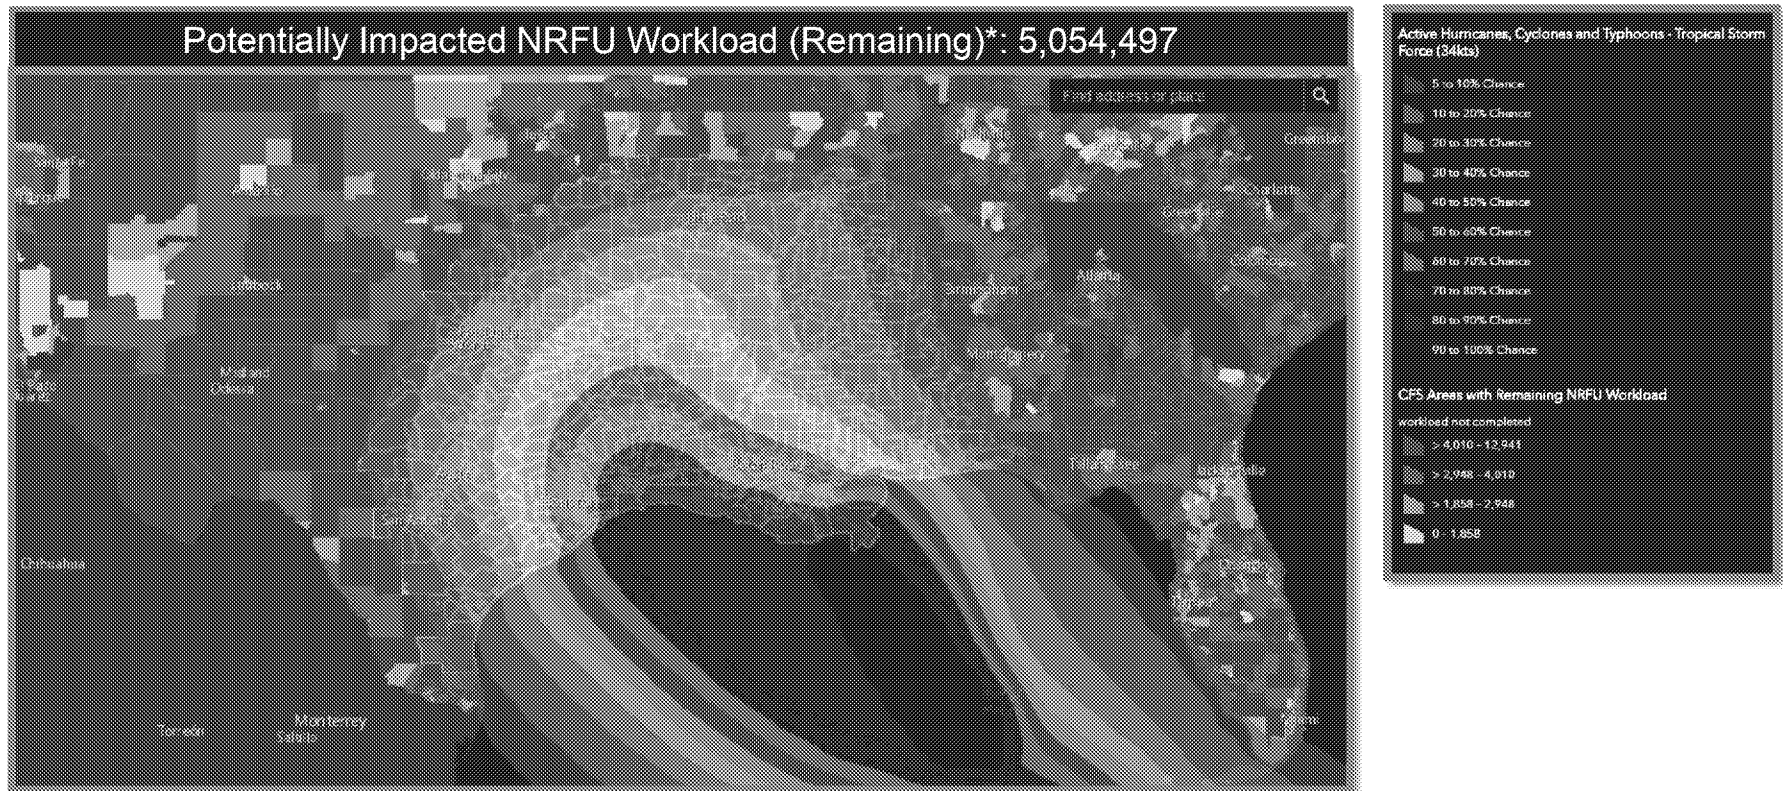 Potentially Impacted NRFU Workload (Remaining)*: 5,054,497
Find address or place
Greensboro
Charlotte
Lubbock
Atlanta
Birmingham
Montgomery
Midland
Odessa
Tallahassee
Jacksonville
San Antonio
Chihuahua
Orlando
Tampa
Miami
Monterrey
Torreón
Saltillo
Active Hurricanes, Cyclones and Typhoons - Tropical Storm
Force (34kts)
5 to 10% Chance
10 to 20% Chance
20 to 30% Chance
30 to 40% Chance
40 to 50% Chance
50 to 60% Chance
60 to 70% Chance
70 to 80% Chance
80 to 90% Chance
90 to 100% Chance
CFS Areas with Remaining NRFU Workload
workload not completed
> 4,010 - 12,941
> 2,948 - 4,010
> 1,858 - 2,948
0 - 1,858